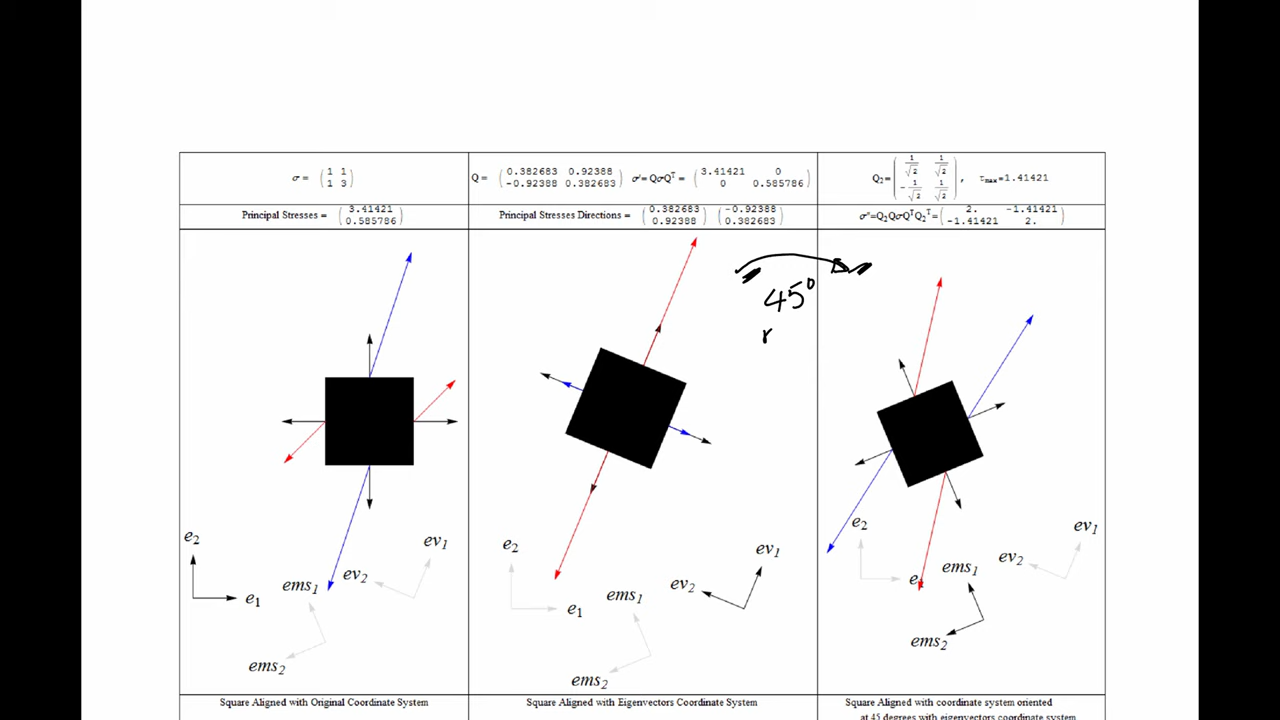 σ = ( 1 1
1 3 )
Principal Stresses = ( 3.41421
0.585786 )
Q = ( 0.382683 0.92388
-0.92388 0.382683 ) σ'=QσQᵀ = ( 3.41421 0
0 0.585786 )
Principal Stresses Directions = ( 0.382683
0.92388 ) ( -0.92388
0.382683 )
Q₂= ( 1/√2 1/√2
-1/√2 1/√2 ) , τmax=1.41421
σ''=Q₂QσQᵀQ₂ᵀ= ( 2. -1.41421
-1.41421 2. )
45°
r
e₂
e₁
ems₁
ems₂
ev₂
ev₁
e₂
e₁
ems₁
ems₂
ev₂
ev₁
e₂
ems₁
ems₂
ev₂
ev₁
Square Aligned with Original Coordinate System
Square Aligned with Eigenvectors Coordinate System
Square Aligned with coordinate system oriented
at 45 degrees with eigenvectors coordinate system